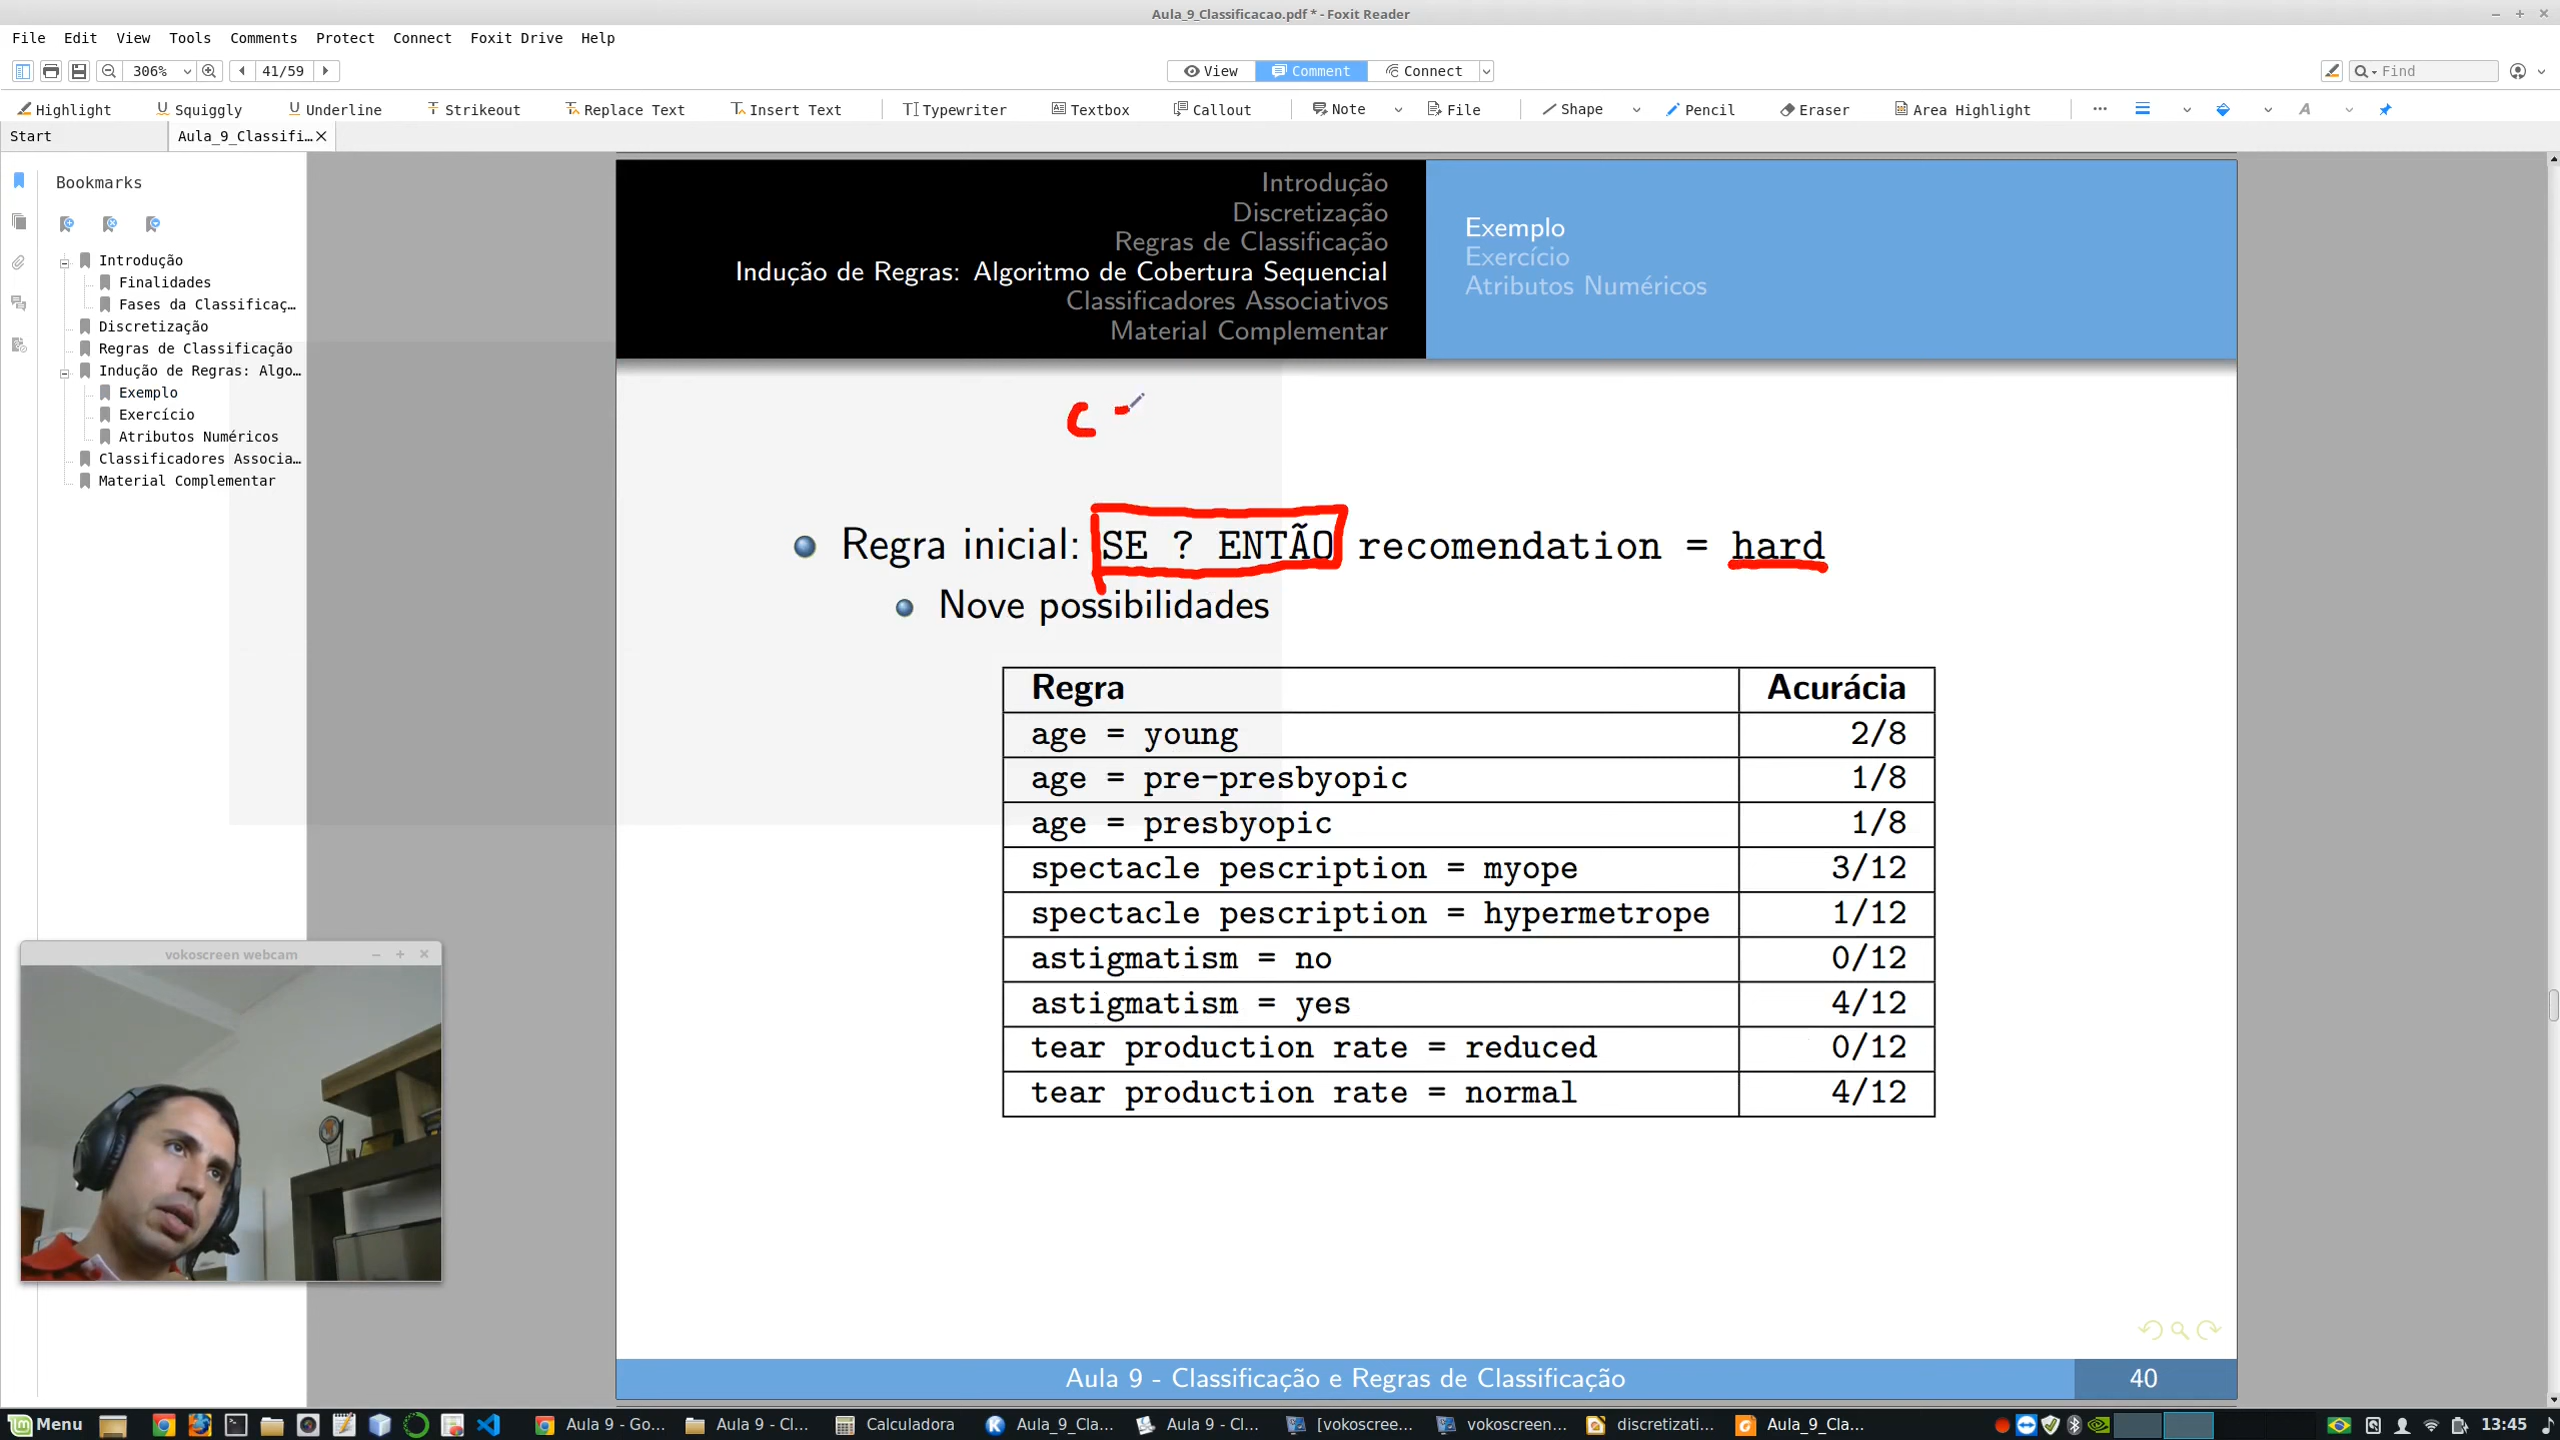 Aula_9_Classificacao.pdf * - Foxit Reader
File Edit View Tools Comments Protect Connect Foxit Drive Help
306% 41/59 View Comment Connect Find
Highlight Squiggly Underline Strikeout Replace Text Insert Text Typewriter Textbox Callout Note File Shape Pencil Eraser Area Highlight
Start Aula_9_Classifi…
Bookmarks
Introdução
Finalidades
Fases da Classificaç…
Discretização
Regras de Classificação
Indução de Regras: Algo…
Exemplo
Exercício
Atributos Numéricos
Classificadores Associa…
Material Complementar
Introdução
Discretização
Regras de Classificação
Indução de Regras: Algoritmo de Cobertura Sequencial
Classificadores Associativos
Material Complementar
Exemplo
Exercício
Atributos Numéricos
c -
Regra inicial: SE ? ENTÃO recomendation = hard
Nove possibilidades
Regra Acurácia
age = young 2/8
age = pre-presbyopic 1/8
age = presbyopic 1/8
spectacle pescription = myope 3/12
spectacle pescription = hypermetrope 1/12
astigmatism = no 0/12
astigmatism = yes 4/12
tear production rate = reduced 0/12
tear production rate = normal 4/12
Aula 9 - Classificação e Regras de Classificação 40
vokoscreen webcam
Menu Aula 9 - Go... Aula 9 - Cl... Calculadora Aula_9_Cla... Aula 9 - Cl... [vokoscree... vokoscreen... discretizati... Aula_9_Cla... 13:45